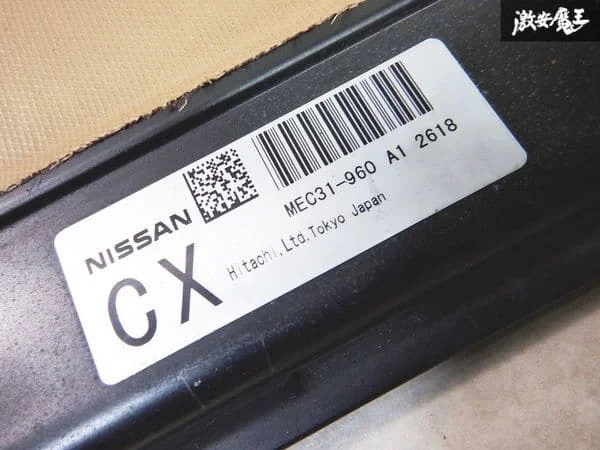 激安魔王
NISSAN
MEC31-960 A1 2618
CX
Hitachi,Ltd.Tokyo Japan